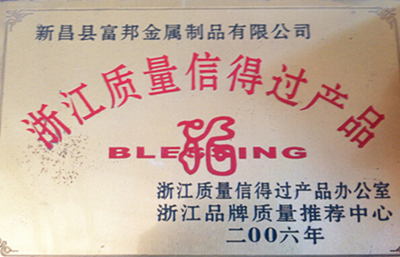 新昌县富邦金属制品有限公司
浙江质量信得过产品
BLESSING
浙江质量信得过产品办公室
浙江品牌质量推荐中心
二00六年